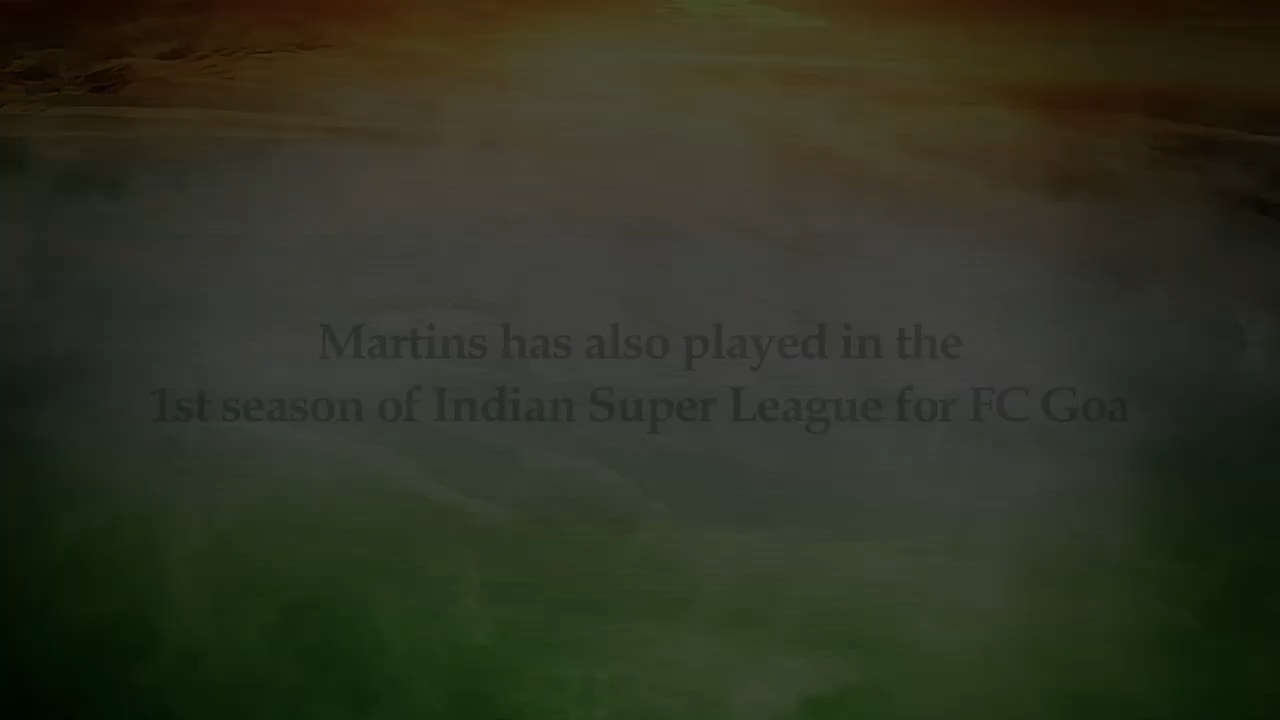 Martins has also played in the
1st season of Indian Super League for FC Goa